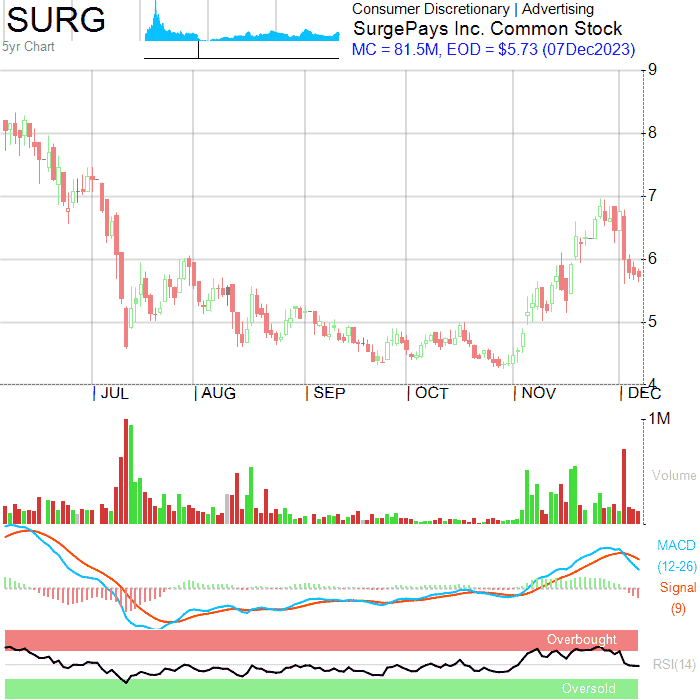 SURG
5yr Chart
Consumer Discretionary | Advertising
SurgePays Inc. Common Stock
MC = 81.5M, EOD = $5.73 (07Dec2023)
9
8
7
6
5
4
JUL
AUG
SEP
OCT
NOV
DEC
1M
Volume
MACD
(12-26)
Signal
(9)
Overbought
RSI(14)
Oversold